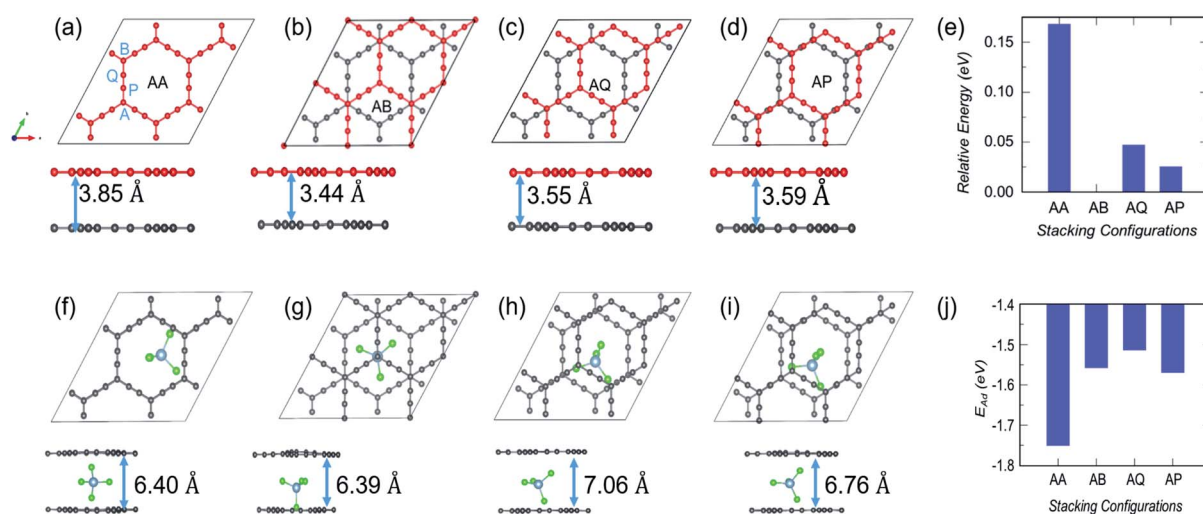 (a)
B
Q
P
A
AA
3.85 Å
(b)
AB
3.44 Å
(c)
AQ
3.55 Å
(d)
AP
3.59 Å
(e)
Relative Energy (eV)
0.15
0.10
0.05
0.00
AA AB AQ AP
Stacking Configurations
(f)
6.40 Å
(g)
6.39 Å
(h)
7.06 Å
(i)
6.76 Å
(j)
E_Ad (eV)
-1.4
-1.5
-1.6
-1.7
-1.8
AA AB AQ AP
Stacking Configurations